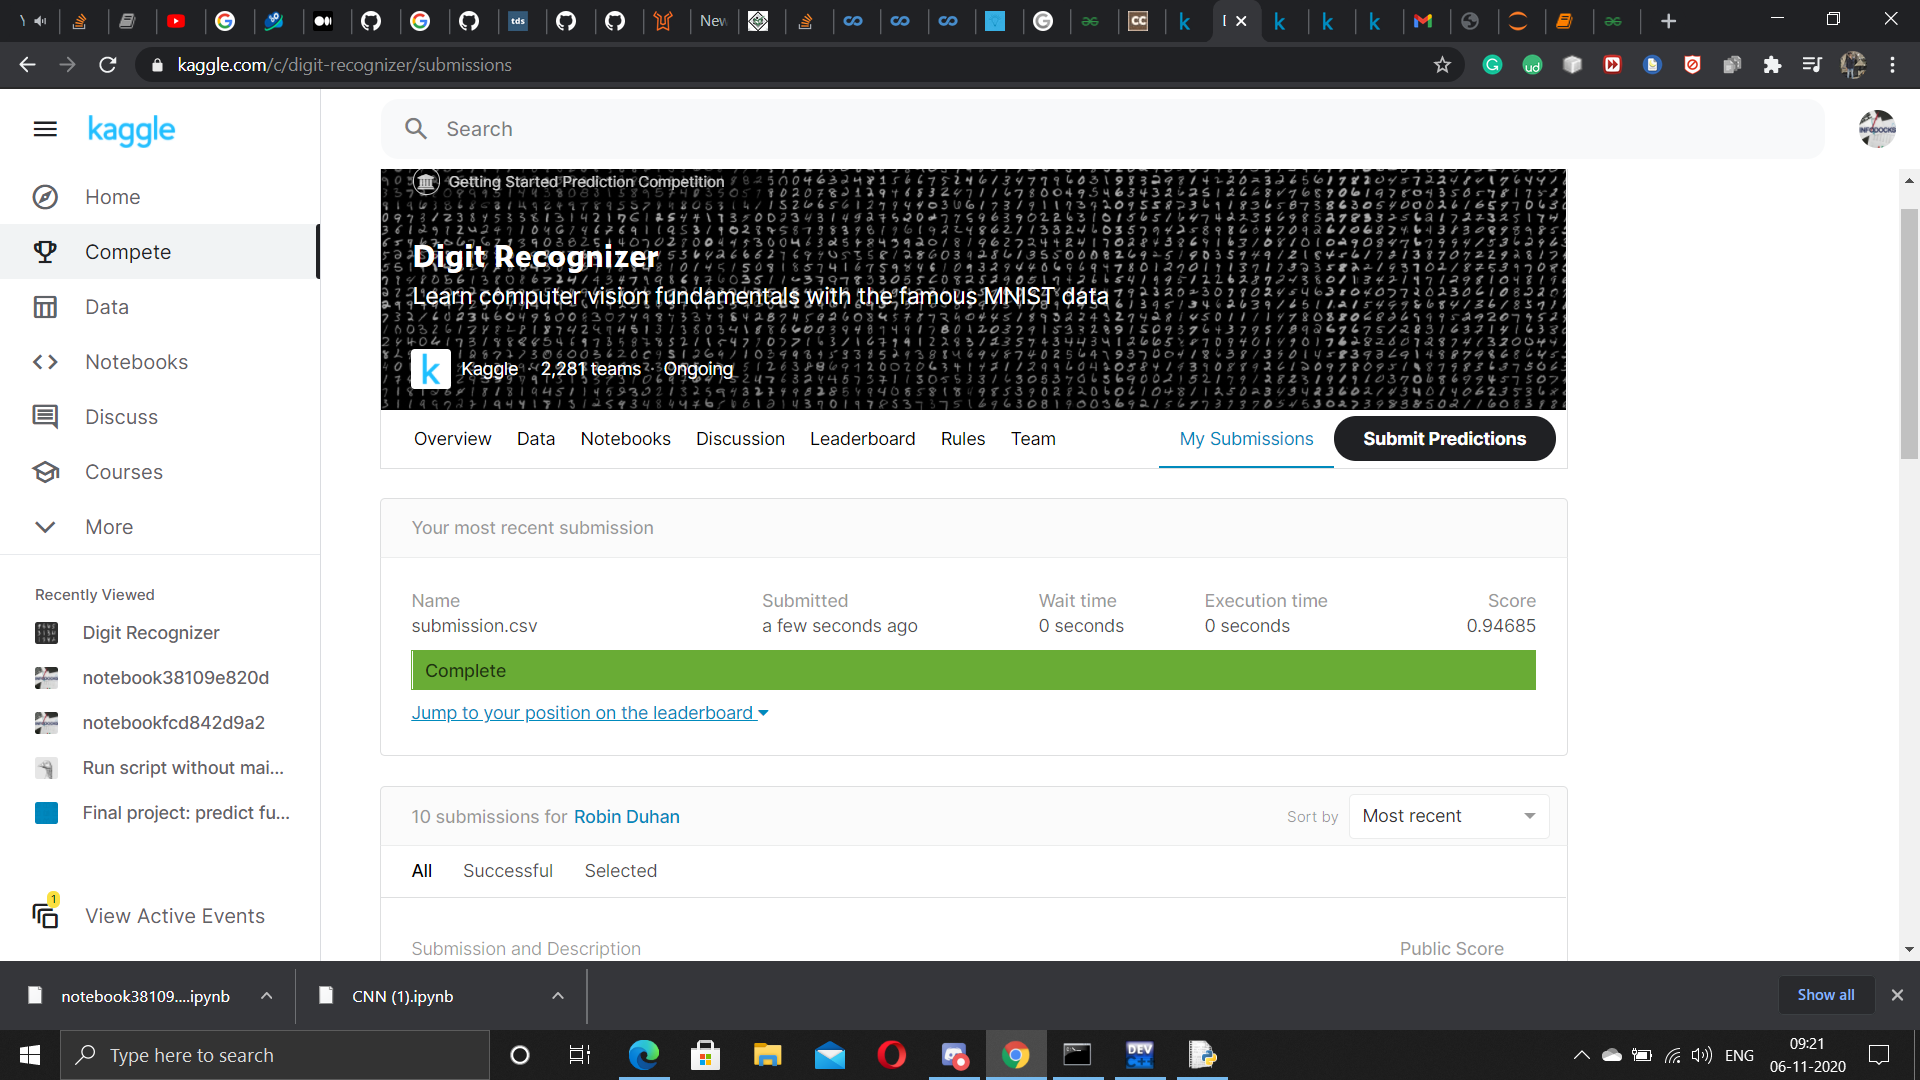 New
tds
CC
kaggle.com/c/digit-recognizer/submissions
kaggle
Search
Home
Compete
Data
Notebooks
Discuss
Courses
More
Recently Viewed
Digit Recognizer
notebook38109e820d
notebookfcd842d9a2
Run script without mai...
Final project: predict fu...
1
View Active Events
Getting Started Prediction Competition
Digit Recognizer
Learn computer vision fundamentals with the famous MNIST data
k
Kaggle · 2,281 teams · Ongoing
Overview Data Notebooks Discussion Leaderboard Rules Team My Submissions Submit Predictions
Your most recent submission
Name Submitted Wait time Execution time Score
submission.csv a few seconds ago 0 seconds 0 seconds 0.94685
Complete
Jump to your position on the leaderboard
10 submissions for Robin Duhan Sort by Most recent
All Successful Selected
Submission and Description Public Score
notebook38109....ipynb CNN (1).ipynb Show all
Type here to search
DEV C++
ENG
09:21
06-11-2020